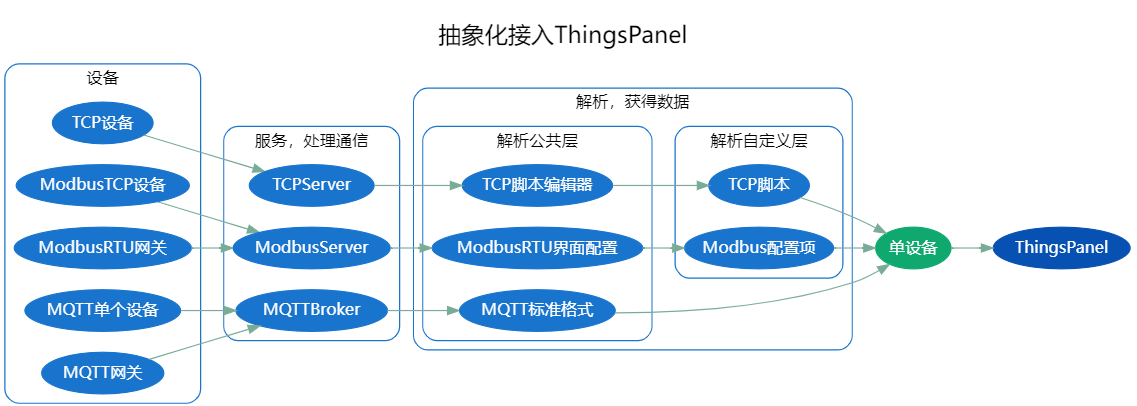 抽象化接入ThingsPanel
设备
TCP设备
ModbusTCP设备
ModbusRTU网关
MQTT单个设备
MQTT网关
服务，处理通信
TCPServer
ModbusServer
MQTTBroker
解析，获得数据
解析公共层
TCP脚本编辑器
ModbusRTU界面配置
MQTT标准格式
解析自定义层
TCP脚本
Modbus配置项
单设备
ThingsPanel